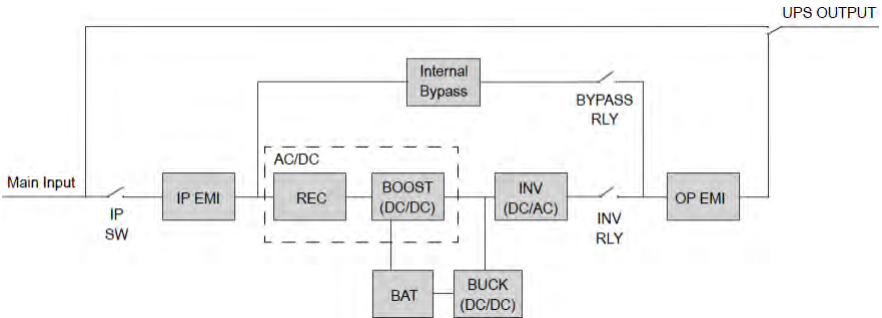 UPS OUTPUT
Internal
Bypass
BYPASS
RLY
AC/DC
Main Input
IP
SW
IP EMI
REC
BOOST
(DC/DC)
INV
(DC/AC)
INV
RLY
OP EMI
BAT
BUCK
(DC/DC)